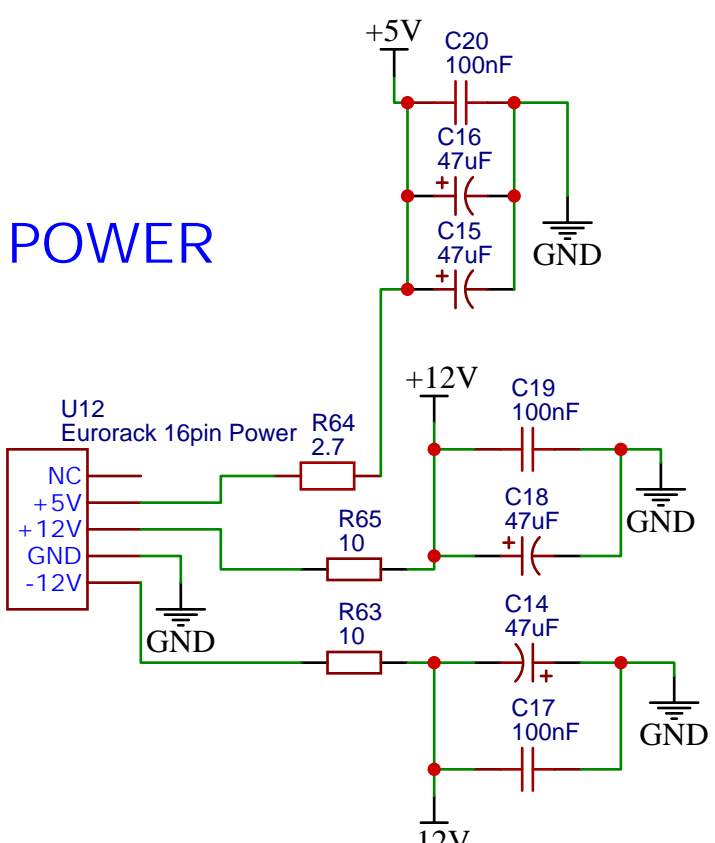 +5V
C20
100nF
C16
47uF
POWER
C15
47uF
GND
+12V
C19
100nF
U12
Eurorack 16pin Power
R64
2.7
NC
+5V
+12V
GND
-12V
C18
47uF
GND
R65
10
GND
R63
10
C14
47uF
C17
100nF
GND
12V